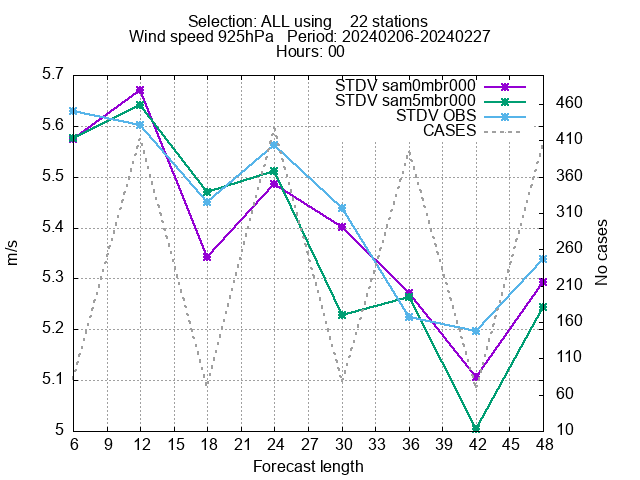 Selection: ALL using    22 stations
Wind speed 925hPa   Period: 20240206-20240227
Hours: 00
STDV sam0mbr000
STDV sam5mbr000
STDV OBS
CASES
5.7
5.6
5.5
5.4
5.3
5.2
5.1
5
m/s
460
410
360
310
260
210
160
110
60
10
No cases
6 12 15 18 21 24 27 30 33 36 39 42 45 48
Forecast length